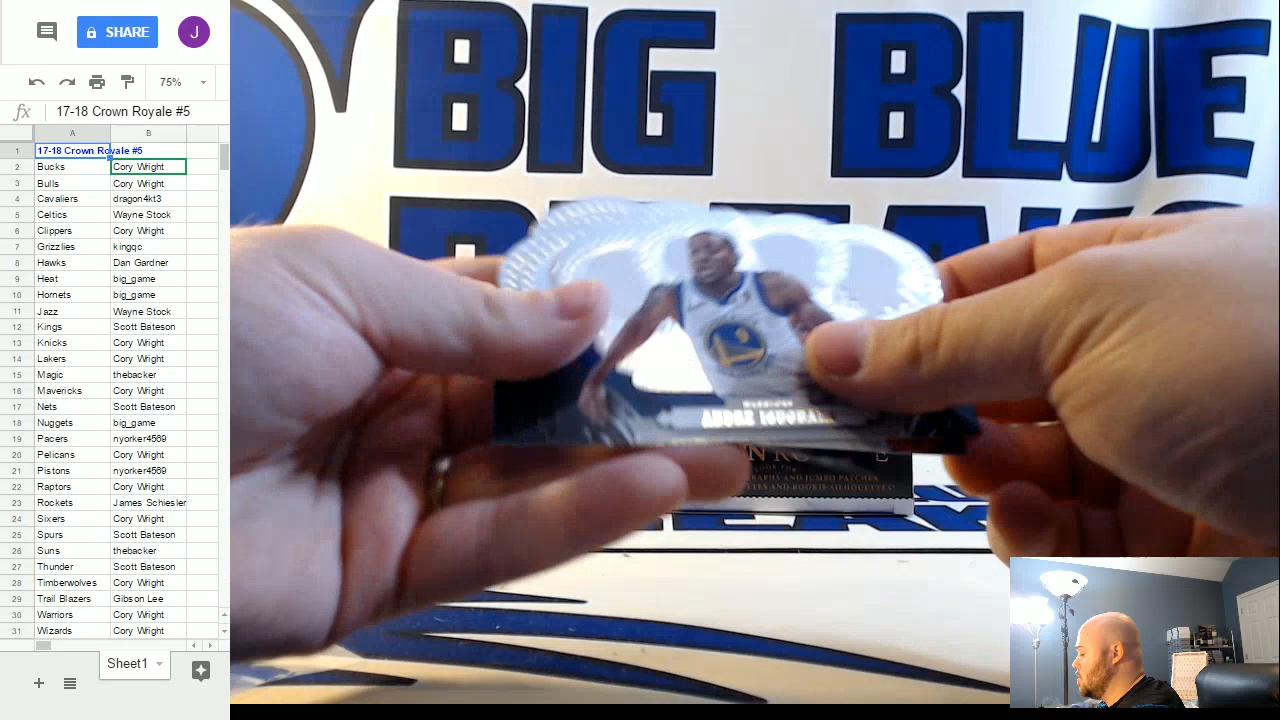 SHARE
J
75%
fx 17-18 Crown Royale #5
A B
1 17-18 Crown Royale #5
2 Bucks Cory Wright
3 Bulls Cory Wright
4 Cavaliers dragon4kt3
5 Celtics Wayne Stock
6 Clippers Cory Wright
7 Grizzlies kingqc
8 Hawks Dan Gardner
9 Heat big_game
10 Hornets big_game
11 Jazz Wayne Stock
12 Kings Scott Bateson
13 Knicks Cory Wright
14 Lakers Cory Wright
15 Magic thebacker
16 Mavericks Cory Wright
17 Nets Scott Bateson
18 Nuggets big_game
19 Pacers nyorker4569
20 Pelicans Cory Wright
21 Pistons nyorker4569
22 Raptors Cory Wright
23 Rockets James Schiesler
24 Sixers Cory Wright
25 Spurs Scott Bateson
26 Suns thebacker
27 Thunder Scott Bateson
28 Timberwolves Cory Wright
29 Trail Blazers Gibson Lee
30 Warriors Cory Wright
31 Wizards Cory Wright
Sheet1
BIG BLUE
WARRIORS
ANDRE
AND JUMBO PATCHES